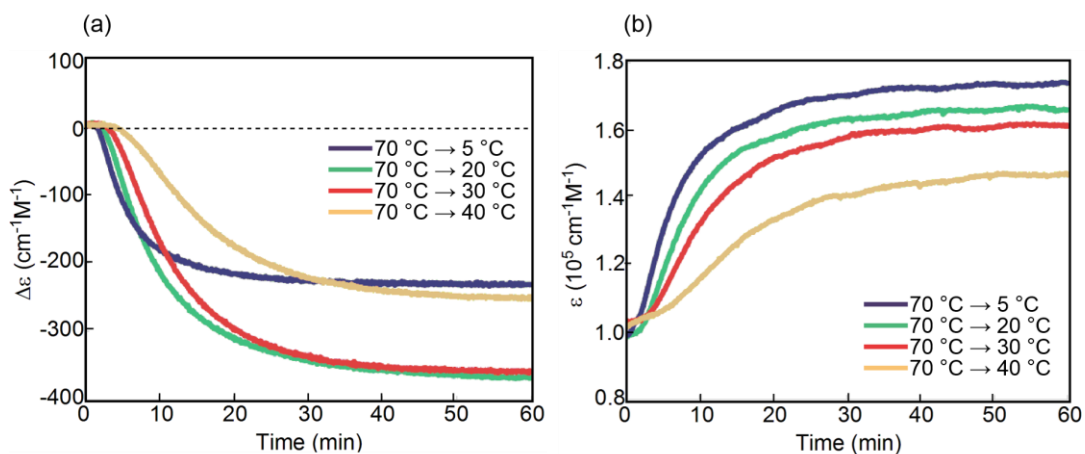 (a)
100
0
-100
-200
-300
-400
Δε (cm⁻¹M⁻¹)
70 °C → 5 °C
70 °C → 20 °C
70 °C → 30 °C
70 °C → 40 °C
0 10 20 30 40 50 60
Time (min)
(b)
1.8
1.6
1.4
1.2
1.0
0.8
ε (10⁵ cm⁻¹M⁻¹)
70 °C → 5 °C
70 °C → 20 °C
70 °C → 30 °C
70 °C → 40 °C
0 10 20 30 40 50 60
Time (min)